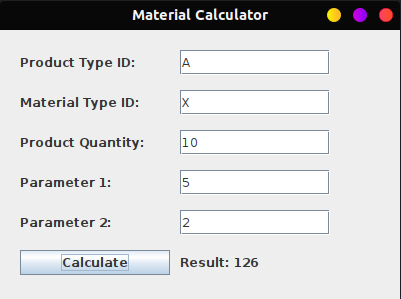 Material Calculator
Product Type ID: A
Material Type ID: X
Product Quantity: 10
Parameter 1: 5
Parameter 2: 2
Calculate Result: 126